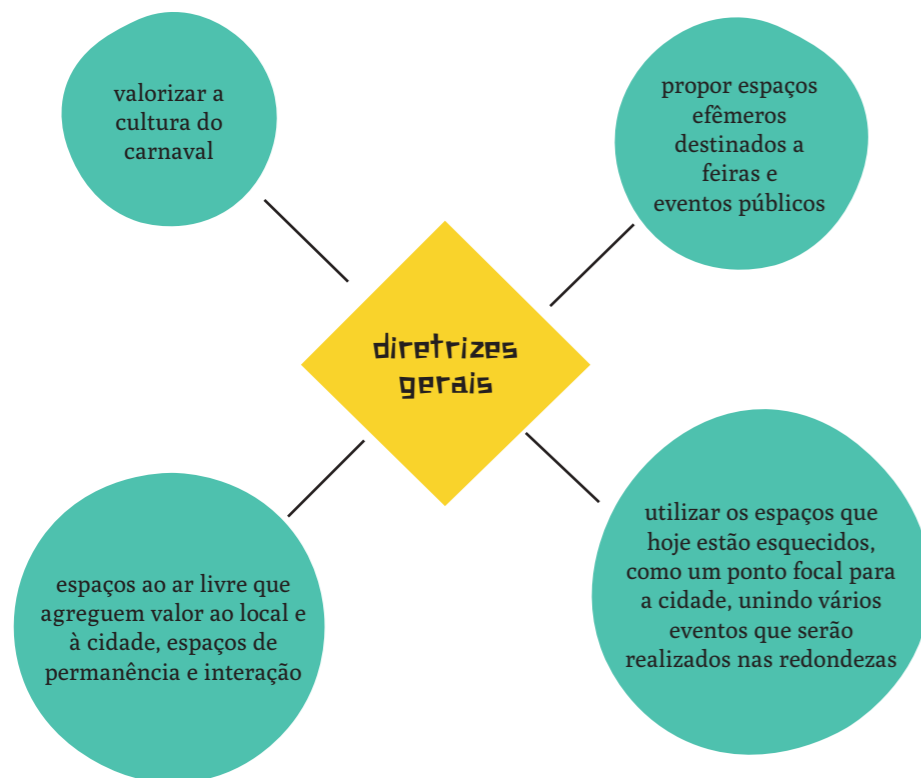 valorizar a
cultura do
carnaval
propor espaços
efêmeros
destinados a
feiras e
eventos públicos
diretrizes
gerais
espaços ao ar livre que
agreguem valor ao local e
à cidade, espaços de
permanência e interação
utilizar os espaços que
hoje estão esquecidos,
como um ponto focal para
a cidade, unindo vários
eventos que serão
realizados nas redondezas